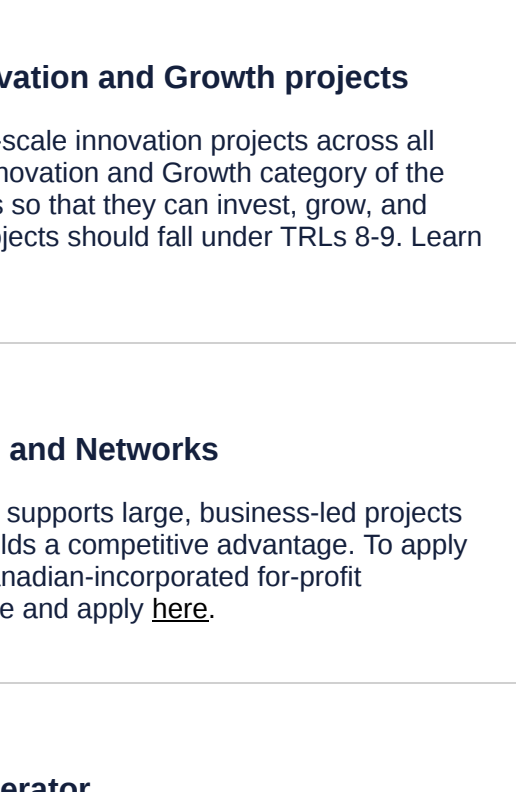 vation and Growth projects
-scale innovation projects across all
novation and Growth category of the
s so that they can invest, grow, and
jects should fall under TRLs 8-9. Learn
and Networks
supports large, business-led projects
lds a competitive advantage. To apply
nadian-incorporated for-profit
e and apply here.
erator